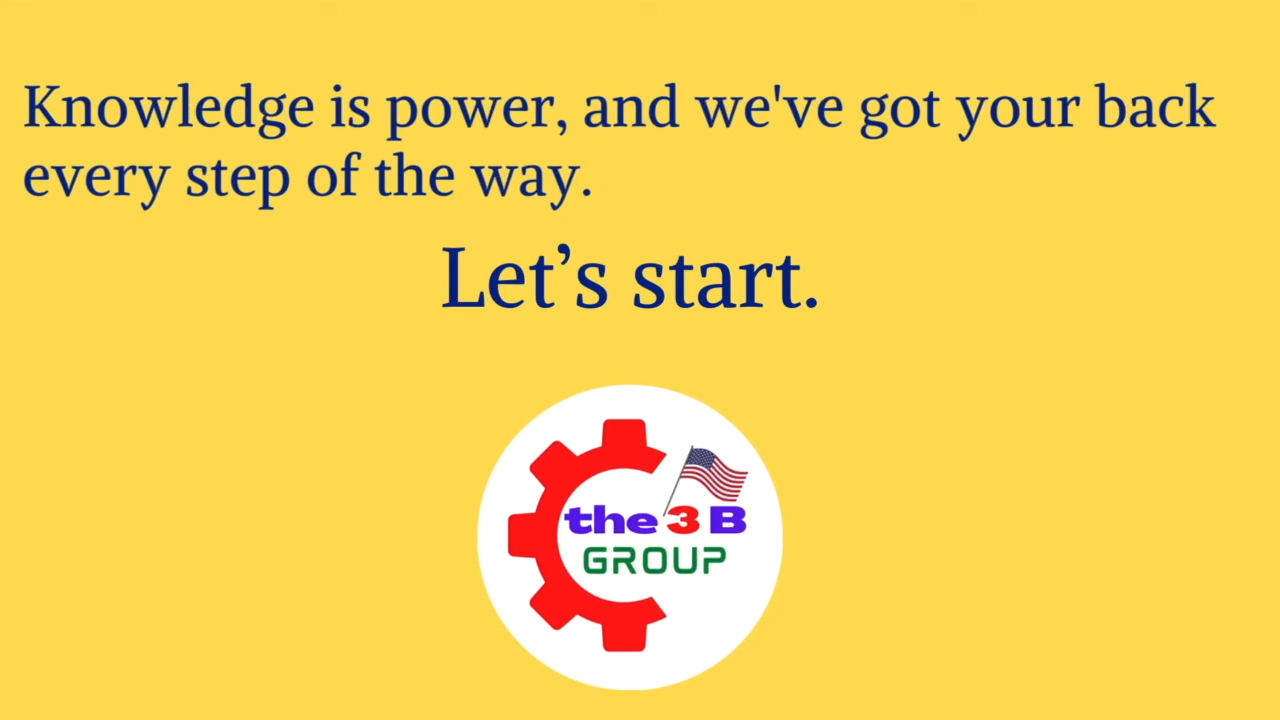 Knowledge is power, and we've got your back
every step of the way.
Let’s start.
the 3 B
GROUP